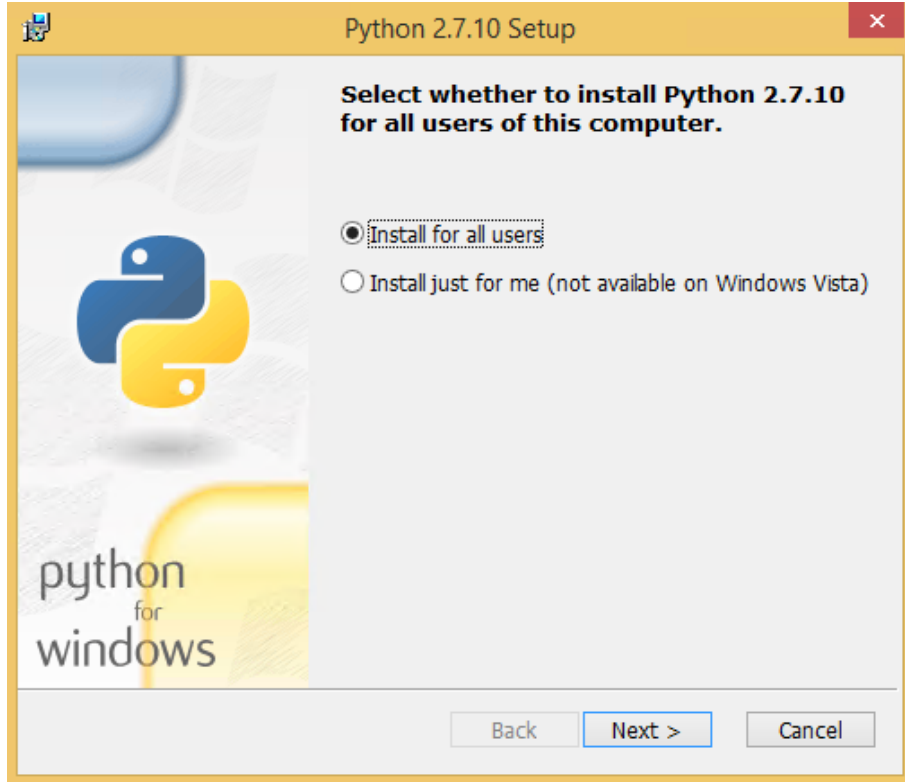 Python 2.7.10 Setup
Select whether to install Python 2.7.10
for all users of this computer.
Install for all users
Install just for me (not available on Windows Vista)
python
for
windows
Back
Next >
Cancel